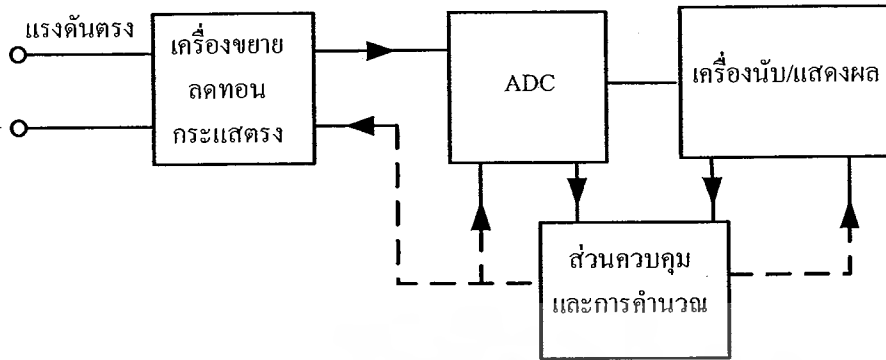 แรงดันตรง
เครื่องขยาย
ลดทอน
กระแสตรง
ADC
เครื่องนับ/แสดงผล
ส่วนควบคุม
และการคำนวณ